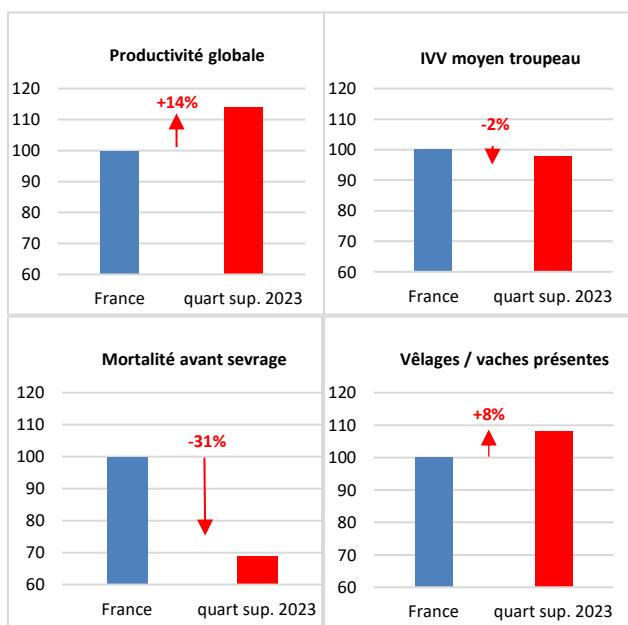 Productivité globale
120
110
100
90
80
70
60
+14%
France
quart sup. 2023
IVV moyen troupeau
120
110
100
90
80
70
60
-2%
France
quart sup. 2023
Mortalité avant sevrage
120
110
100
90
80
70
60
-31%
France
quart sup. 2023
Vêlages / vaches présentes
120
110
100
90
80
70
60
+8%
France
quart sup. 2023